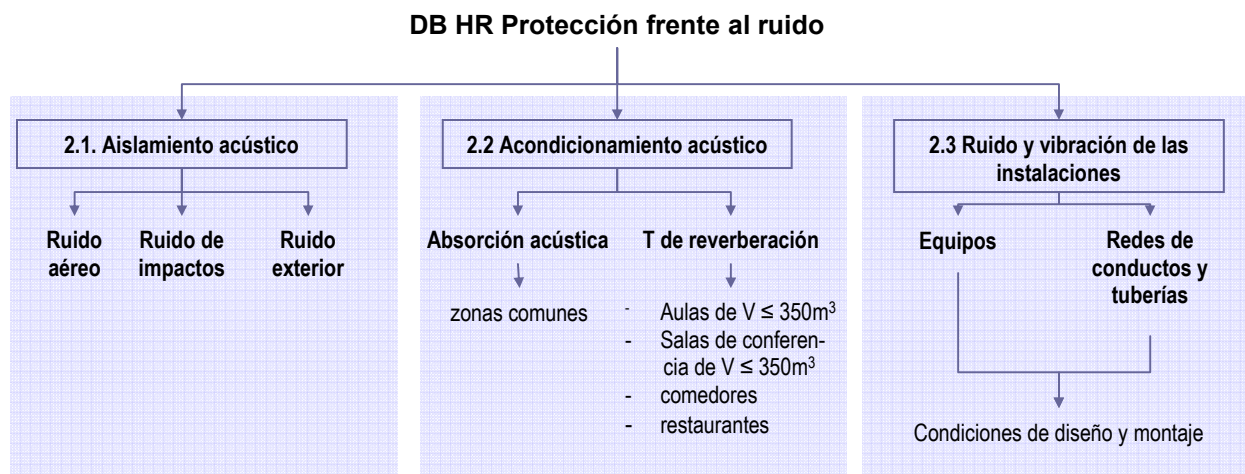 DB HR Protección frente al ruido
2.1. Aislamiento acústico
Ruido
aéreo
Ruido de
impactos
Ruido
exterior
2.2 Acondicionamiento acústico
Absorción acústica
zonas comunes
T de reverberación
- Aulas de V ≤ 350m³
- Salas de conferen-
cia de V ≤ 350m³
- comedores
- restaurantes
2.3 Ruido y vibración de las
instalaciones
Equipos
Redes de
conductos y
tuberías
Condiciones de diseño y montaje